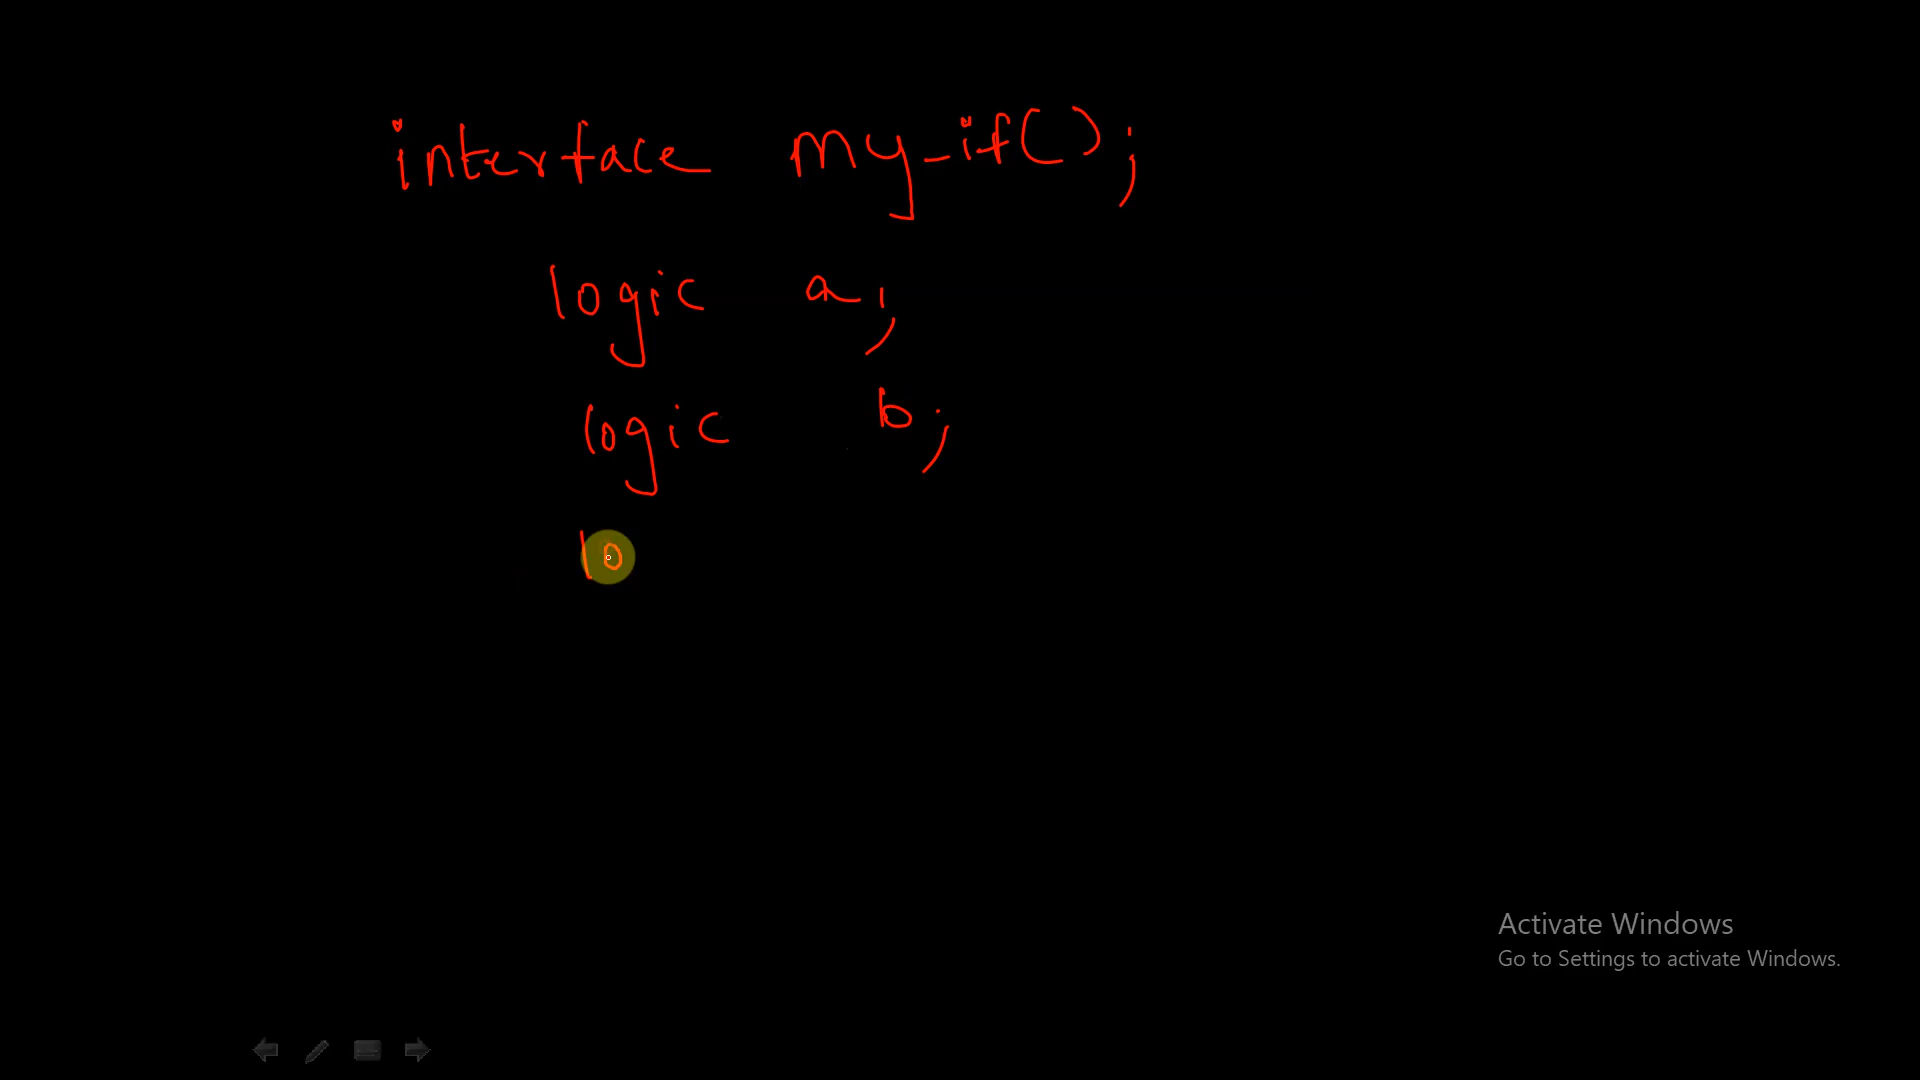 interface my_if();
logic a;
logic b;
lo
Activate Windows
Go to Settings to activate Windows.